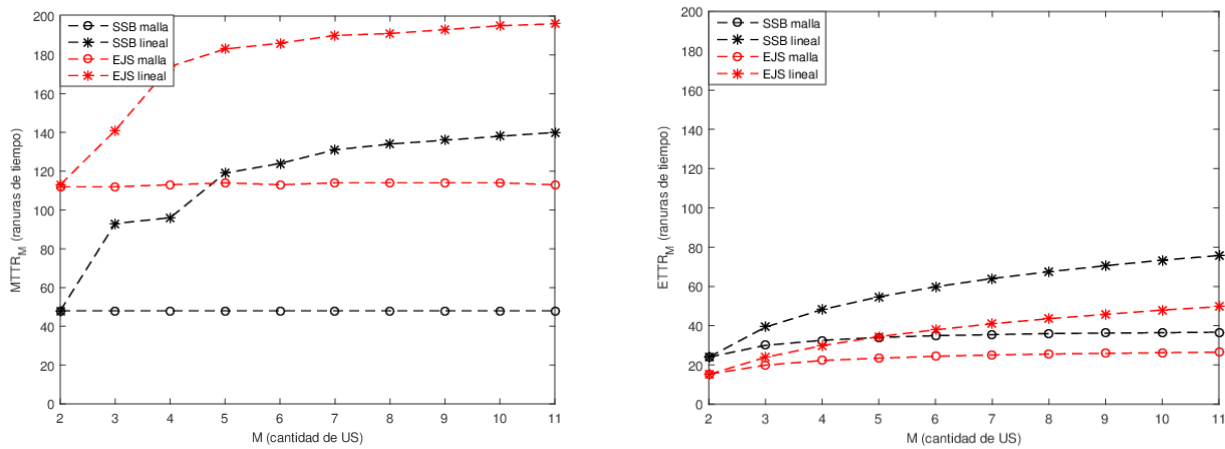 200
180
160
140
120
100
80
60
40
20
0
MTTR_M (ranuras de tiempo)
SSB malla
SSB lineal
EJS malla
EJS lineal
2 3 4 5 6 7 8 9 10 11
M (cantidad de US)
200
180
160
140
120
100
80
60
40
20
0
ETTR_M (ranuras de tiempo)
SSB malla
SSB lineal
EJS malla
EJS lineal
2 3 4 5 6 7 8 9 10 11
M (cantidad de US)